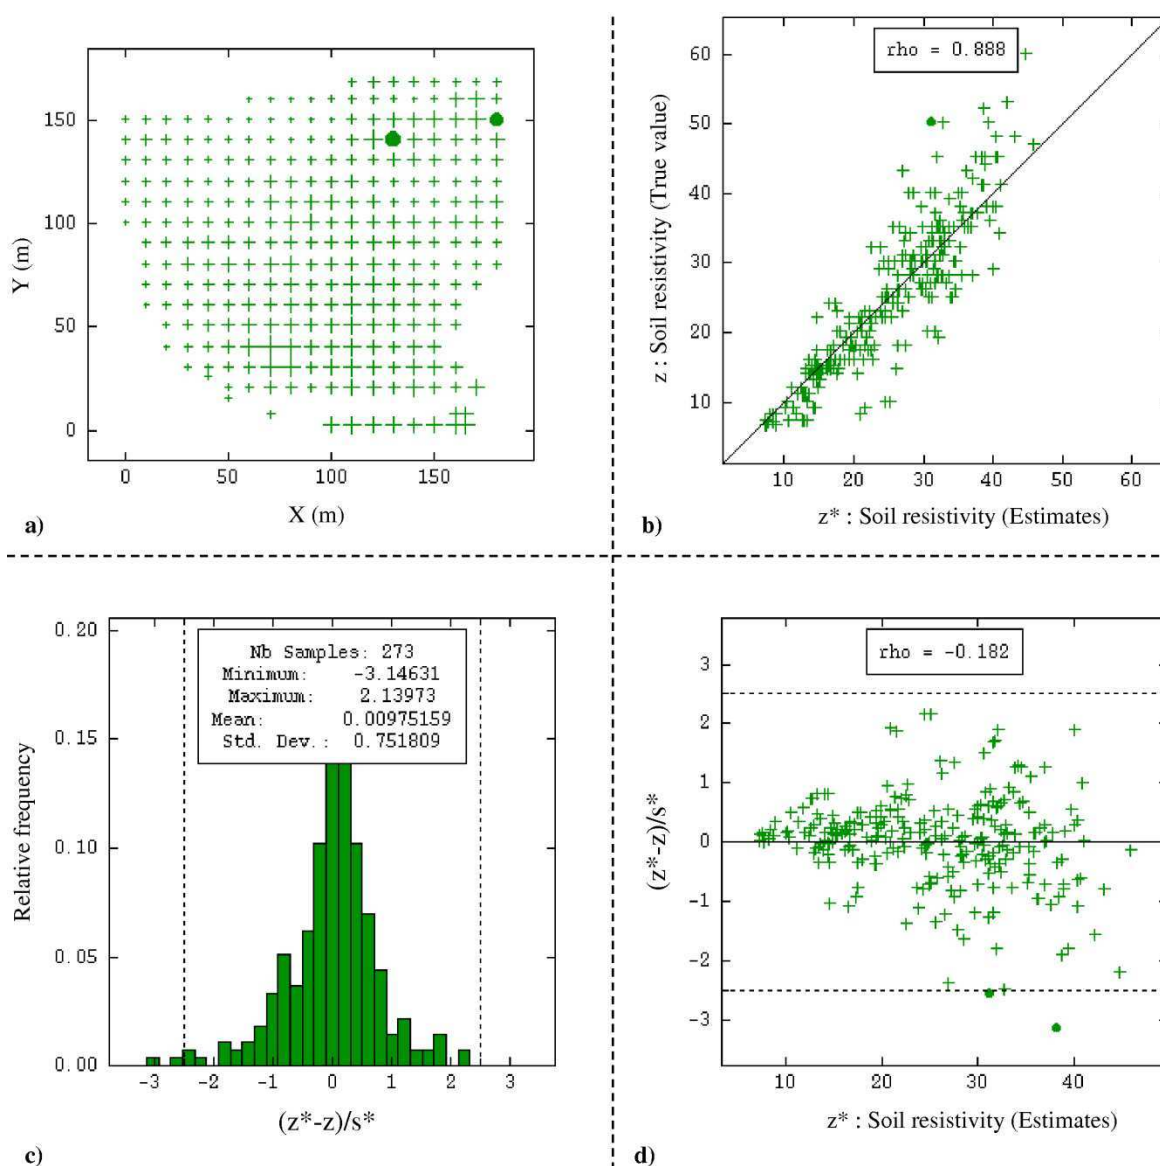 150
100
50
0
Y (m)
0
50
100
150
X (m)
a)
rho = 0.888
60
50
40
30
20
10
z : Soil resistivity (True value)
10
20
30
40
50
60
z* : Soil resistivity (Estimates)
b)
0.20
0.15
0.10
0.05
0.00
Relative frequency
Nb Samples: 273
Minimum: -3.14631
Maximum: 2.13973
Mean: 0.00975159
Std. Dev.: 0.751809
-3
-2
-1
0
1
2
3
(z*-z)/s*
c)
rho = -0.182
3
2
1
0
-1
-2
-3
(z*-z)/s*
10
20
30
40
z* : Soil resistivity (Estimates)
d)